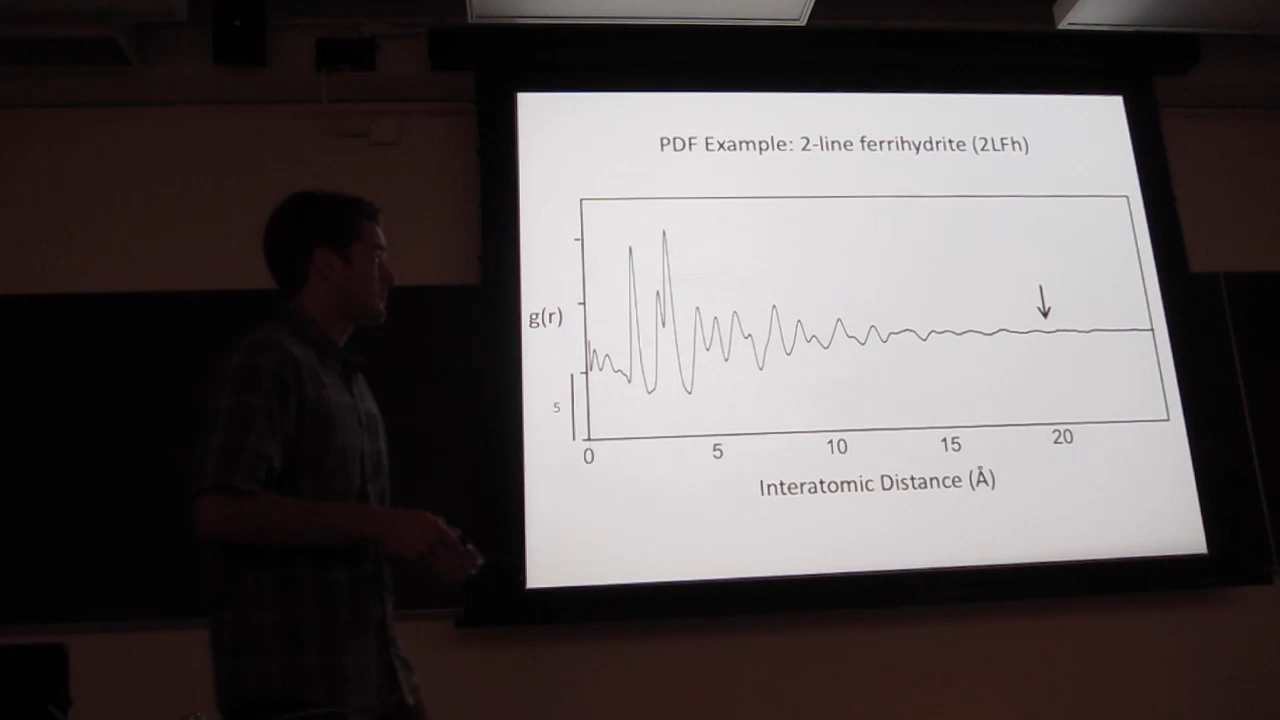 PDF Example: 2-line ferrihydrite (2LFh)
g(r)
5
0 5 10 15 20
Interatomic Distance (Å)